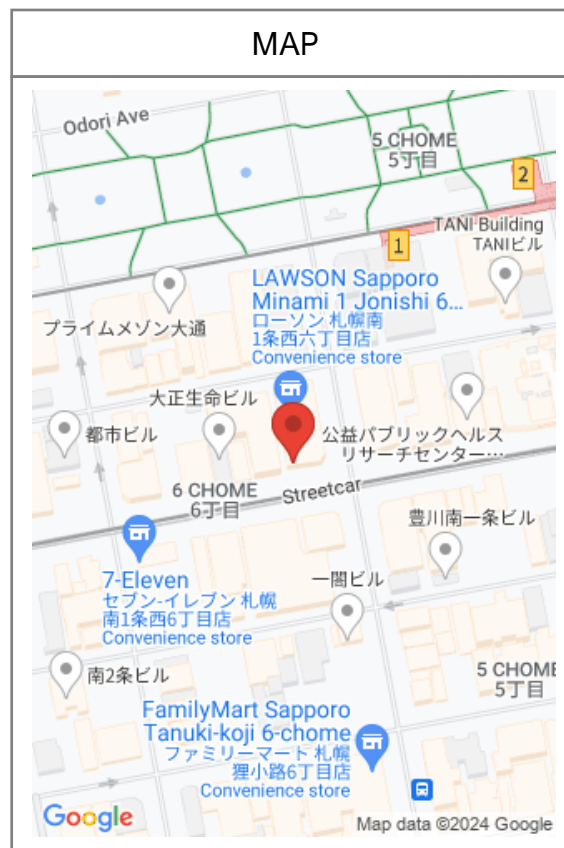 MAP
Odori Ave
5 CHOME
5丁目
2
1
TANI Building
TANIビル
LAWSON Sapporo
Minami 1 Jonishi 6...
ローソン 札幌南
1条西六丁目店
Convenience store
プライムメゾン大通
大正生命ビル
都市ビル
公益パブリックヘルス
リサーチセンター…
6 CHOME
6丁目
Streetcar
豊川南一条ビル
7-Eleven
セブン-イレブン 札幌
南1条西6丁目店
Convenience store
一閤ビル
南2条ビル
5 CHOME
5丁目
FamilyMart Sapporo
Tanuki-koji 6-chome
ファミリーマート 札幌
狸小路6丁目店
Convenience store
Google
Map data ©2024 Google